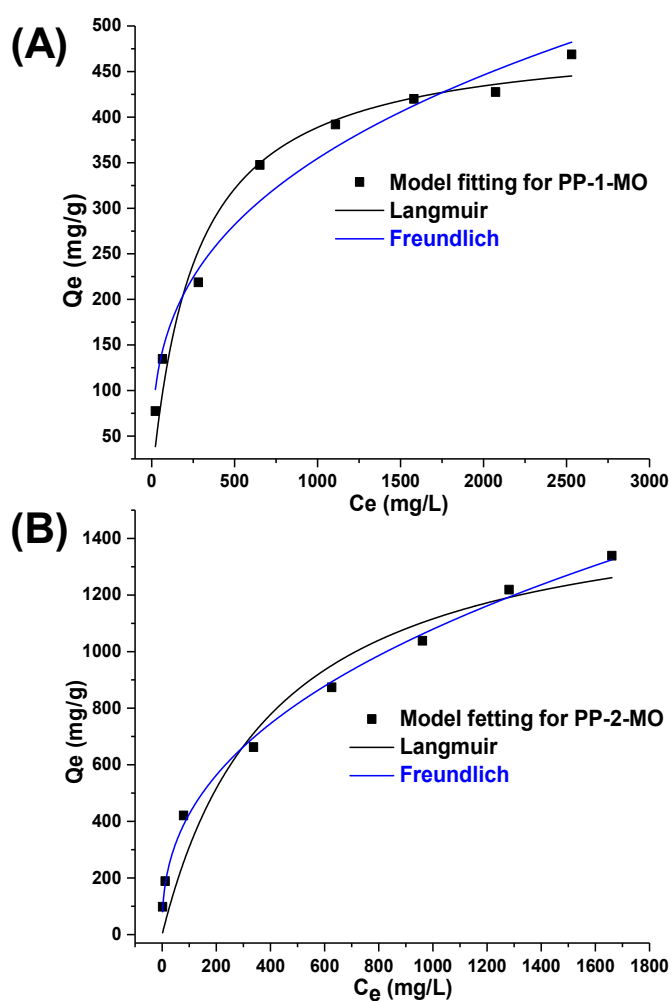 (A)
500
450
400
350
300
250
200
150
100
50
Qe (mg/g)
Model fitting for PP-1-MO
Langmuir
Freundlich
0 500 1000 1500 2000 2500 3000
Ce (mg/L)
(B)
1400
1200
1000
800
600
400
200
0
Qe (mg/g)
Model fetting for PP-2-MO
Langmuir
Freundlich
0 200 400 600 800 1000 1200 1400 1600 1800
Ce (mg/L)